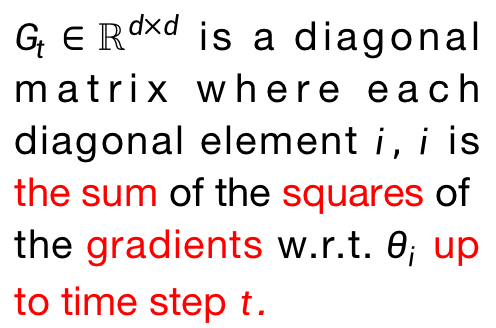 G_t ∈ ℝ^{d×d} is a diagonal
matrix where each
diagonal element i, i is
the sum of the squares of
the gradients w.r.t. θ_i up
to time step t.